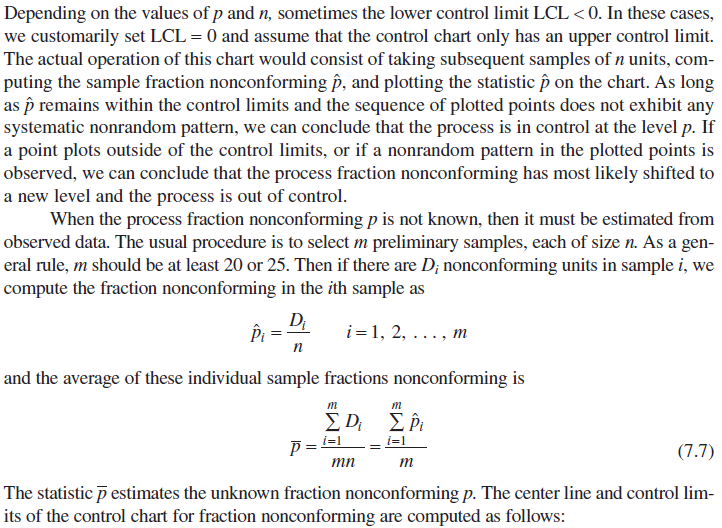 Depending on the values of p and n, sometimes the lower control limit LCL < 0. In these cases,
we customarily set LCL = 0 and assume that the control chart only has an upper control limit.
The actual operation of this chart would consist of taking subsequent samples of n units, com-
puting the sample fraction nonconforming p̂, and plotting the statistic p̂ on the chart. As long
as p̂ remains within the control limits and the sequence of plotted points does not exhibit any
systematic nonrandom pattern, we can conclude that the process is in control at the level p. If
a point plots outside of the control limits, or if a nonrandom pattern in the plotted points is
observed, we can conclude that the process fraction nonconforming has most likely shifted to
a new level and the process is out of control.
When the process fraction nonconforming p is not known, then it must be estimated from
observed data. The usual procedure is to select m preliminary samples, each of size n. As a gen-
eral rule, m should be at least 20 or 25. Then if there are Dᵢ nonconforming units in sample i, we
compute the fraction nonconforming in the ith sample as
p̂ᵢ = Dᵢ / n    i = 1, 2, . . . , m
and the average of these individual sample fractions nonconforming is
p̅ = ∑ᵢ₌₁ᵐ Dᵢ / mn = ∑ᵢ₌₁ᵐ p̂ᵢ / m    (7.7)
The statistic p̅ estimates the unknown fraction nonconforming p. The center line and control lim-
its of the control chart for fraction nonconforming are computed as follows: